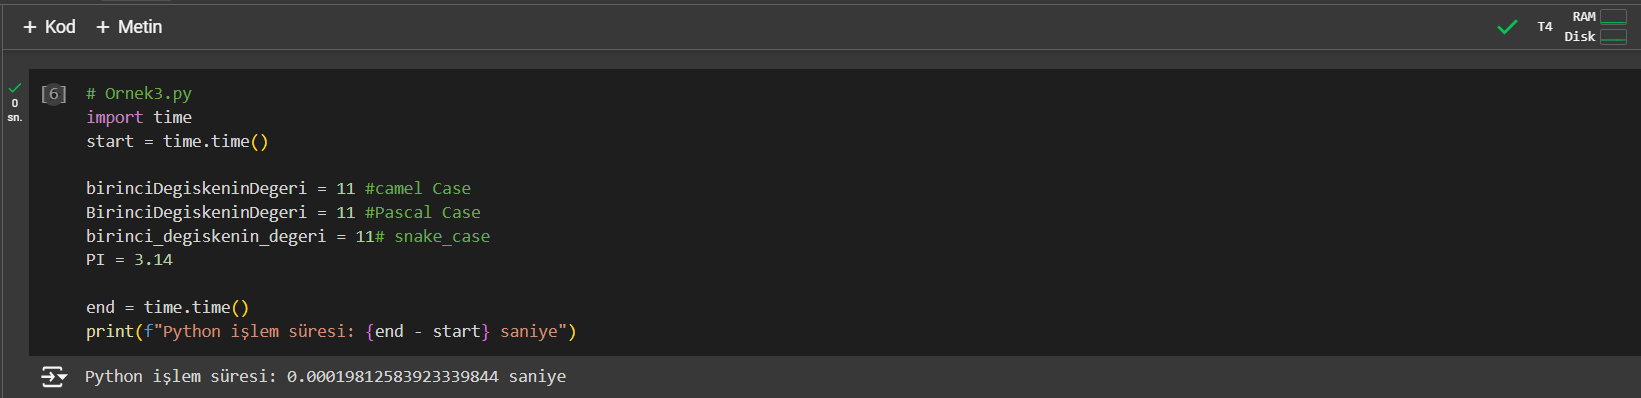 + Kod + Metin
T4
RAM
Disk
0
sn.
[6]
# Ornek3.py
import time
start = time.time()
birinciDegiskeninDegeri = 11 #camel Case
BirinciDegiskeninDegeri = 11 #Pascal Case
birinci_degiskenin_degeri = 11# snake_case
PI = 3.14
end = time.time()
print(f"Python işlem süresi: {end - start} saniye")
Python işlem süresi: 0.00019812583923339844 saniye